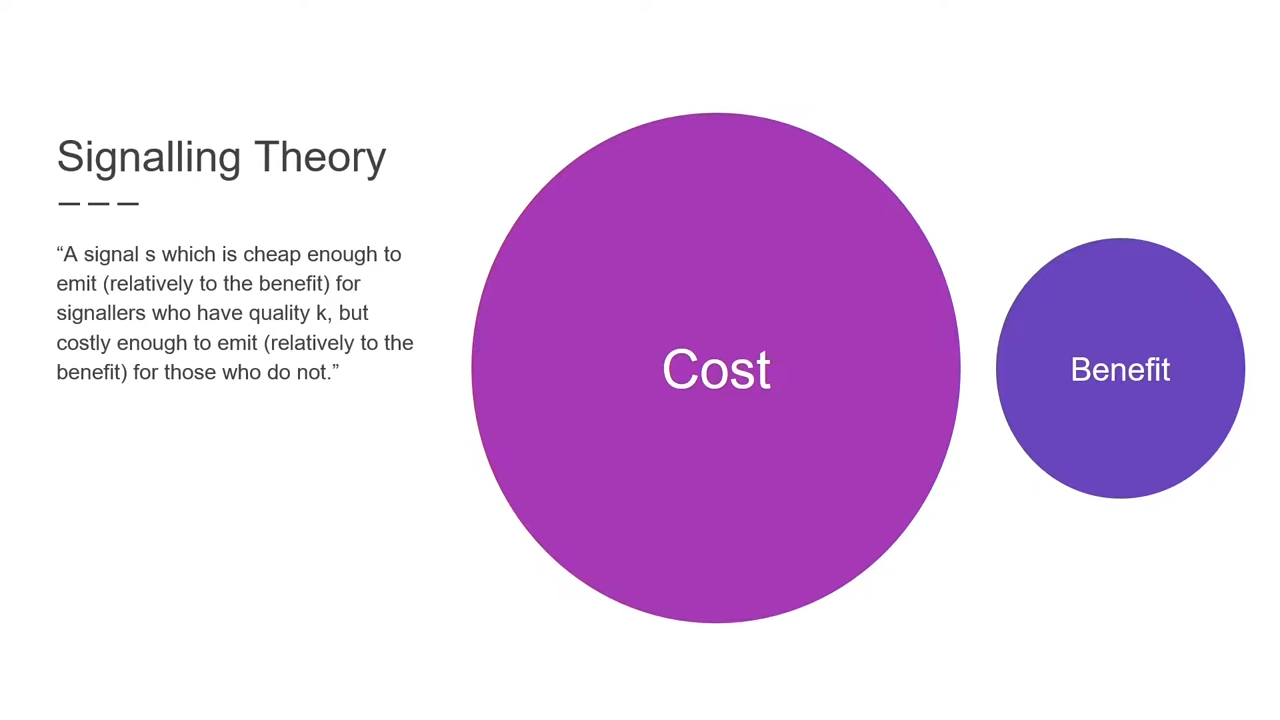 Signalling Theory
“A signal s which is cheap enough to
emit (relatively to the benefit) for
signallers who have quality k, but
costly enough to emit (relatively to the
benefit) for those who do not.”
Cost
Benefit